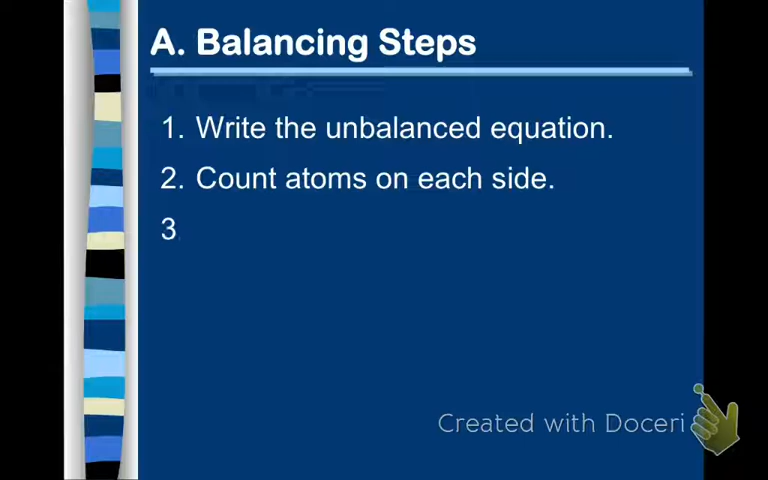 A. Balancing Steps
1. Write the unbalanced equation.
2. Count atoms on each side.
3
Created with Doceri